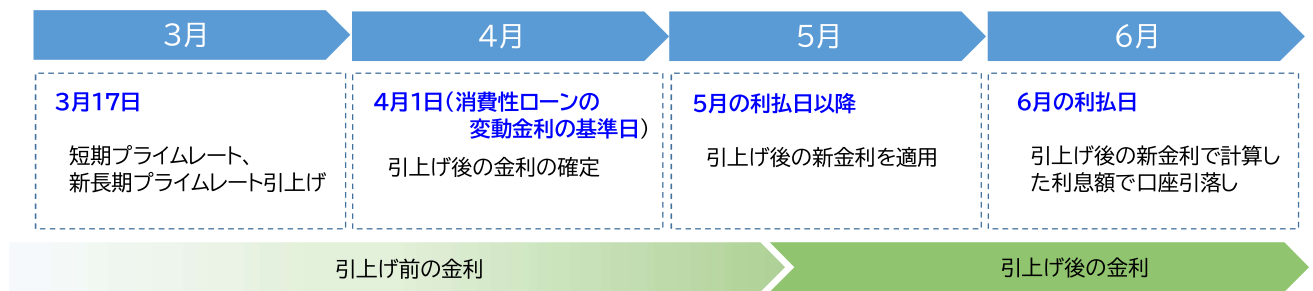 3月
4月
5月
6月
3月17日
短期プライムレート、
新長期プライムレート引上げ
4月1日(消費性ローンの
変動金利の基準日)
引上げ後の金利の確定
5月の利払日以降
引上げ後の新金利を適用
6月の利払日
引上げ後の新金利で計算し
た利息額で口座引落し
引上げ前の金利
引上げ後の金利